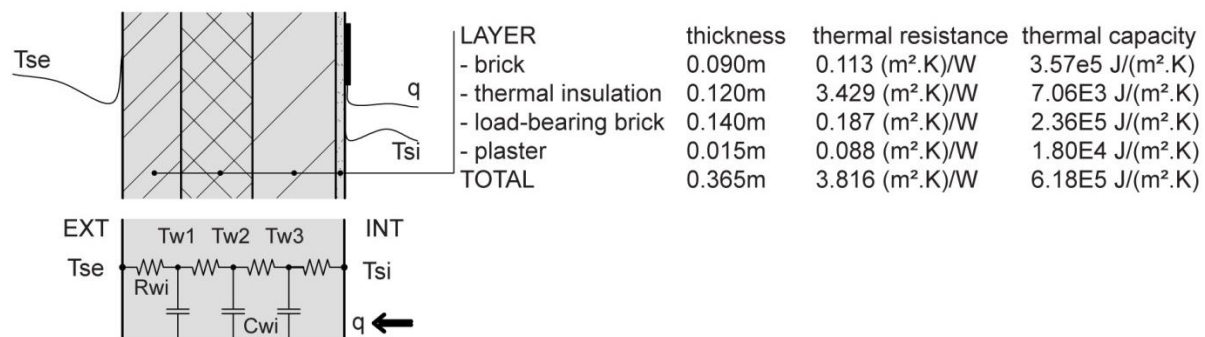 LAYER thickness thermal resistance thermal capacity
- brick 0.090m 0.113 (m².K)/W 3.57e5 J/(m².K)
- thermal insulation 0.120m 3.429 (m².K)/W 7.06E3 J/(m².K)
- load-bearing brick 0.140m 0.187 (m².K)/W 2.36E5 J/(m².K)
- plaster 0.015m 0.088 (m².K)/W 1.80E4 J/(m².K)
TOTAL 0.365m 3.816 (m².K)/W 6.18E5 J/(m².K)
Tse
q
Tsi
EXT Tw1 Tw2 Tw3 INT
Tse Tsi
Rwi
Cwi q